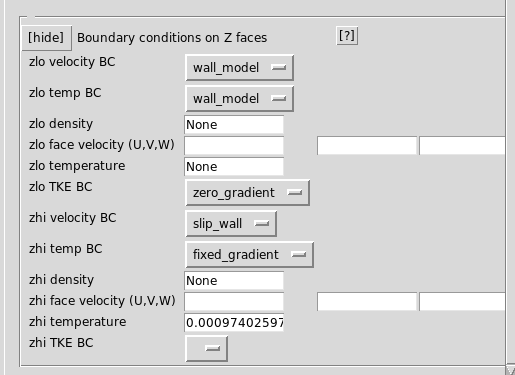 [hide] Boundary conditions on Z faces [?]
zlo velocity BC wall_model
zlo temp BC wall_model
zlo density None
zlo face velocity (U,V,W)
zlo temperature None
zlo TKE BC zero_gradient
zhi velocity BC slip_wall
zhi temp BC fixed_gradient
zhi density None
zhi face velocity (U,V,W)
zhi temperature 0.00097402597
zhi TKE BC